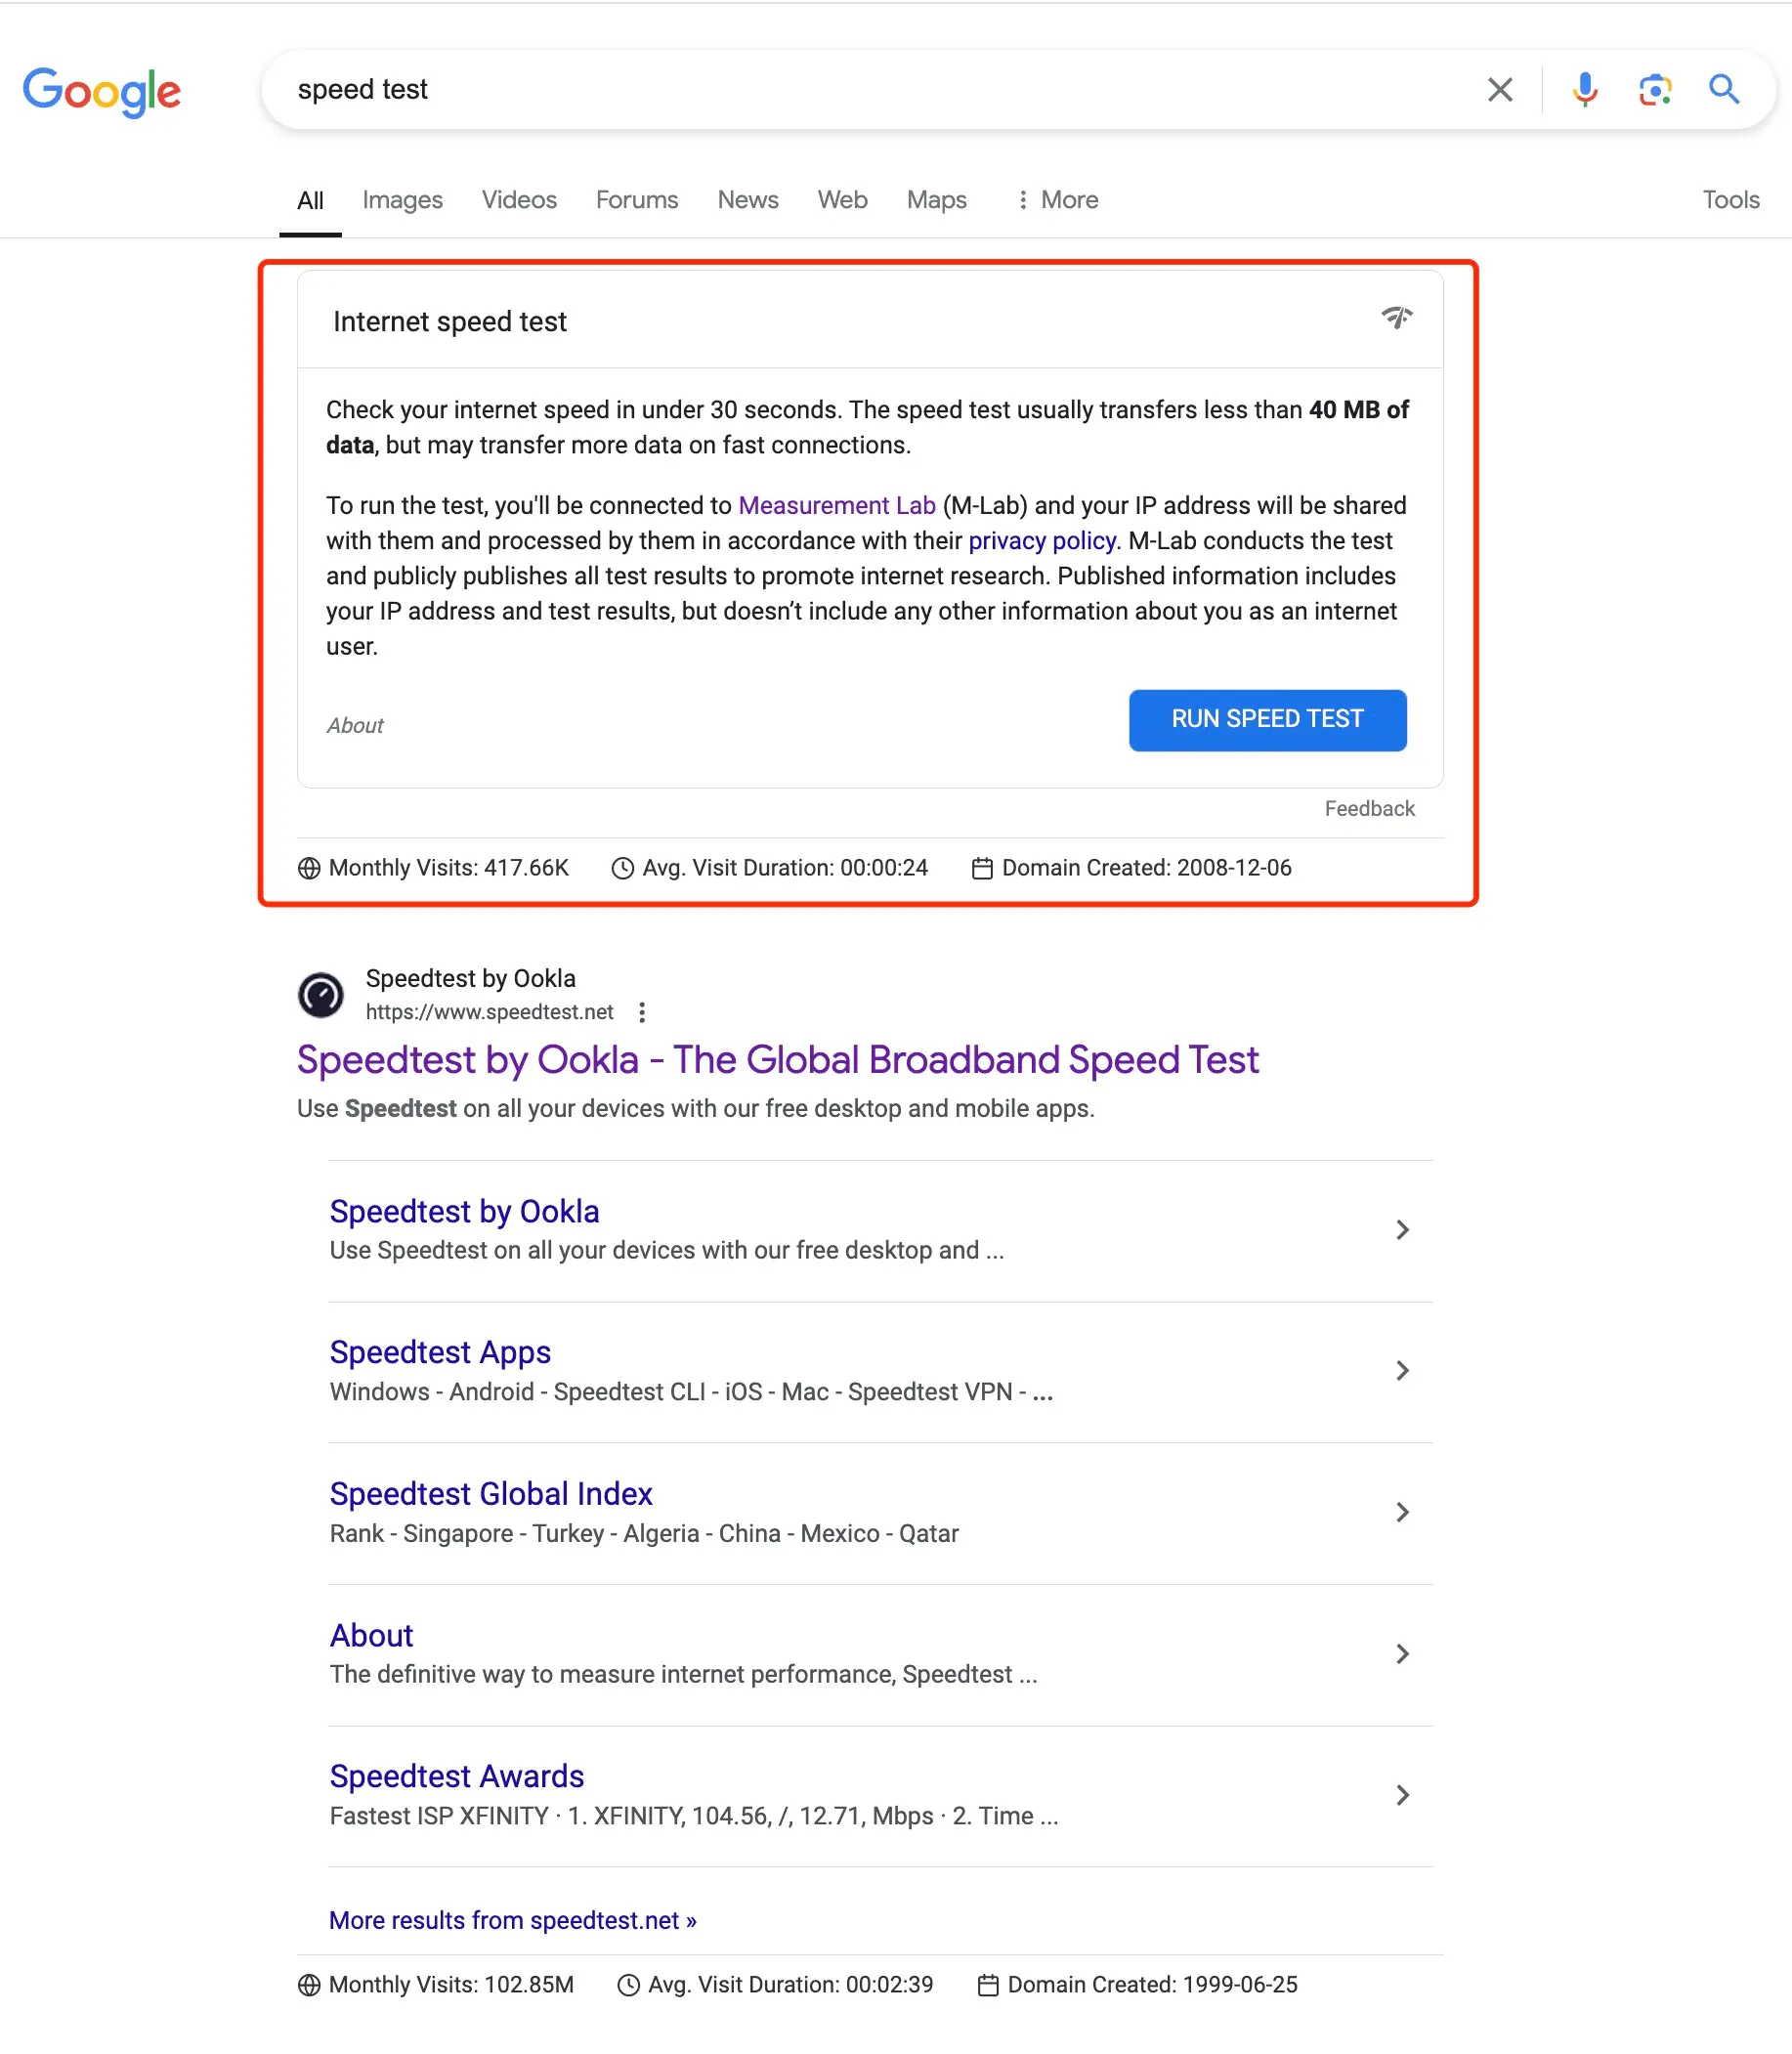 Google
speed test
All Images Videos Forums News Web Maps More Tools
Internet speed test
Check your internet speed in under 30 seconds. The speed test usually transfers less than 40 MB of
data, but may transfer more data on fast connections.
To run the test, you'll be connected to Measurement Lab (M-Lab) and your IP address will be shared
with them and processed by them in accordance with their privacy policy. M-Lab conducts the test
and publicly publishes all test results to promote internet research. Published information includes
your IP address and test results, but doesn’t include any other information about you as an internet
user.
About
RUN SPEED TEST
Feedback
Monthly Visits: 417.66K Avg. Visit Duration: 00:00:24 Domain Created: 2008-12-06
Speedtest by Ookla
https://www.speedtest.net
Speedtest by Ookla - The Global Broadband Speed Test
Use Speedtest on all your devices with our free desktop and mobile apps.
Speedtest by Ookla
Use Speedtest on all your devices with our free desktop and ...
Speedtest Apps
Windows - Android - Speedtest CLI - iOS - Mac - Speedtest VPN - ...
Speedtest Global Index
Rank - Singapore - Turkey - Algeria - China - Mexico - Qatar
About
The definitive way to measure internet performance, Speedtest ...
Speedtest Awards
Fastest ISP XFINITY · 1. XFINITY, 104.56, /, 12.71, Mbps · 2. Time ...
More results from speedtest.net »
Monthly Visits: 102.85M Avg. Visit Duration: 00:02:39 Domain Created: 1999-06-25